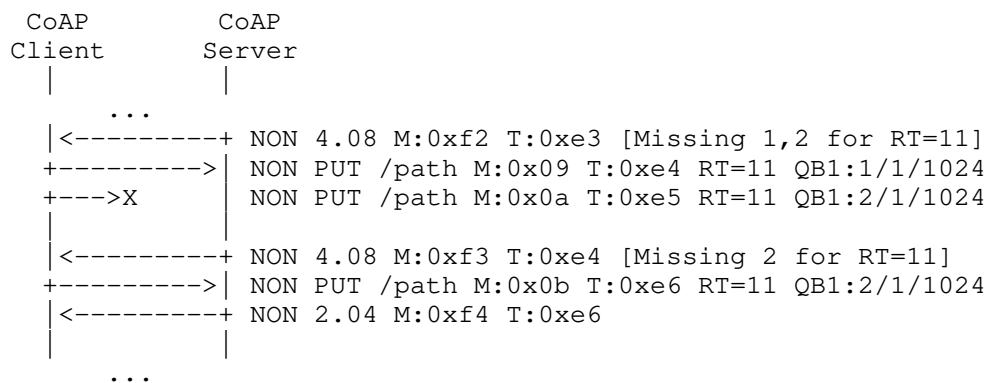 CoAP        CoAP
Client      Server
  |          |
      ...
  |<---------+ NON 4.08 M:0xf2 T:0xe3 [Missing 1,2 for RT=11]
  +--------->| NON PUT /path M:0x09 T:0xe4 RT=11 QB1:1/1/1024
  +--->X     | NON PUT /path M:0x0a T:0xe5 RT=11 QB1:2/1/1024
  |          |
  |<---------+ NON 4.08 M:0xf3 T:0xe4 [Missing 2 for RT=11]
  +--------->| NON PUT /path M:0x0b T:0xe6 RT=11 QB1:2/1/1024
  |<---------+ NON 2.04 M:0xf4 T:0xe6
  |          |
      ...